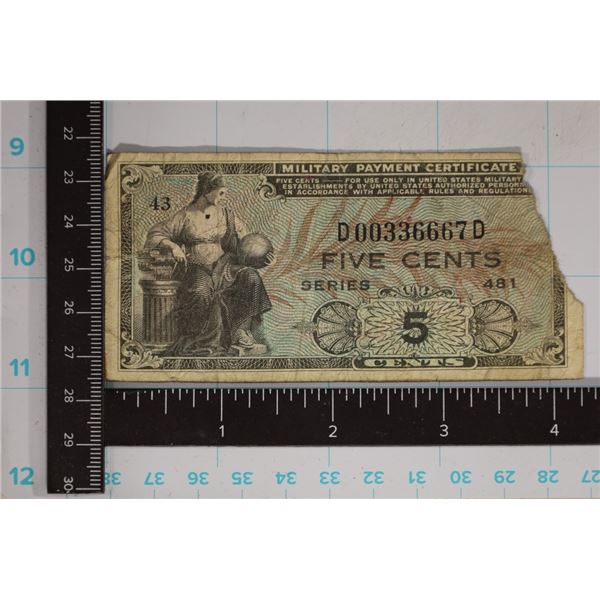 MILITARY PAYMENT CERTIFICATE
FIVE CENTS — FOR USE ONLY IN UNITED STATES MILITARY
ESTABLISHMENTS BY UNITED STATES AUTHORIZED PERSON
IN ACCORDANCE WITH APPLICABLE RULES AND REGULATION
43
D00336667D
FIVE CENTS
SERIES 481
5
CENTS
9
10
11
12
22
23
24
25
26
27
28
29
30
1 2 3 4
38 37 36 35 34 33 32 31 30 29 28 27